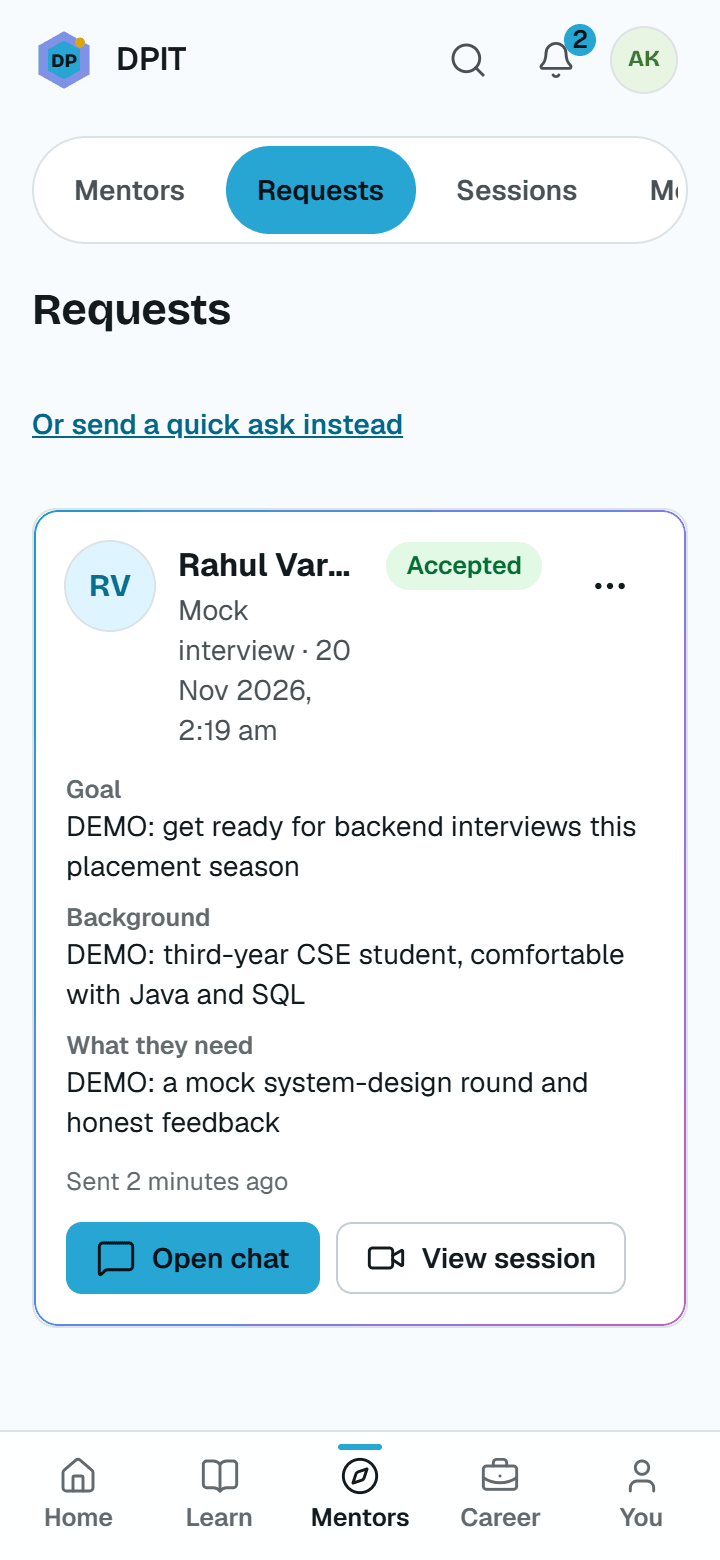 DP
DPIT
2
AK
Mentors
Requests
Sessions
Requests
Or send a quick ask instead
RV
Rahul Var...
Accepted
Mock
interview · 20
Nov 2026,
2:19 am
Goal
DEMO: get ready for backend interviews this
placement season
Background
DEMO: third-year CSE student, comfortable
with Java and SQL
What they need
DEMO: a mock system-design round and
honest feedback
Sent 2 minutes ago
Open chat
View session
Home
Learn
Mentors
Career
You